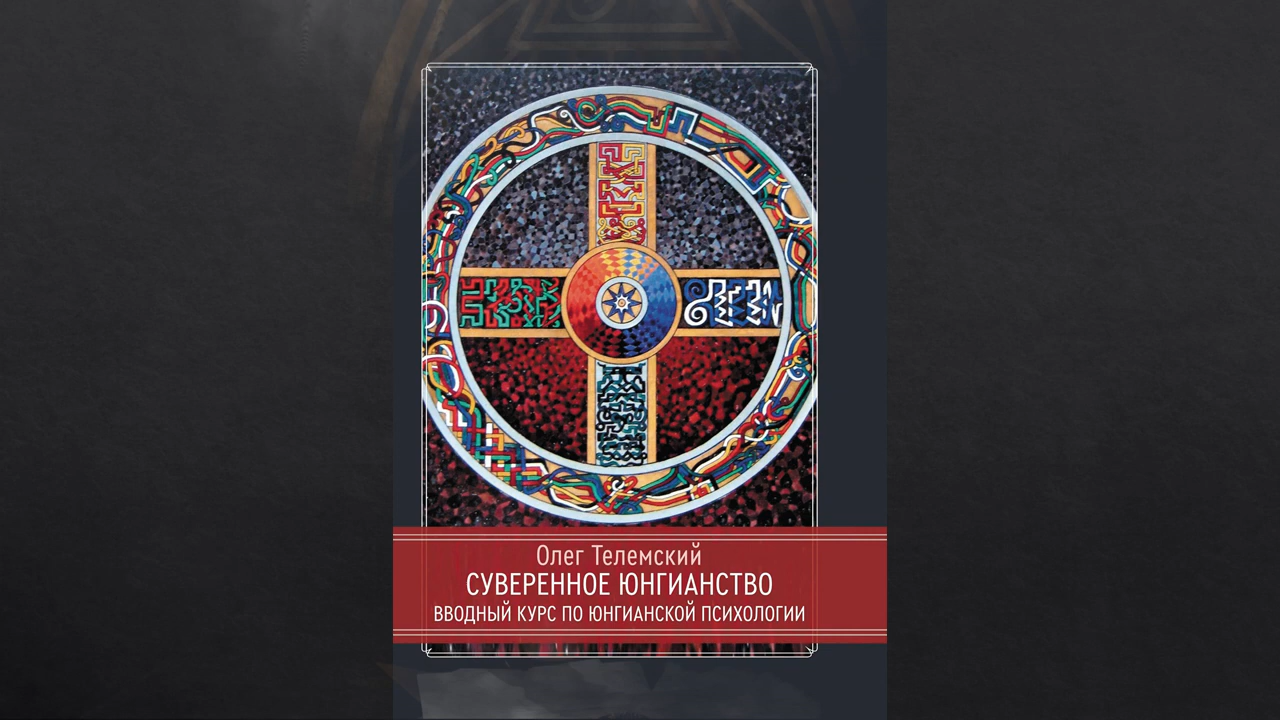 Олег Телемский
СУВЕРЕННОЕ ЮНГИАНСТВО
ВВОДНЫЙ КУРС ПО ЮНГИАНСКОЙ ПСИХОЛОГИИ